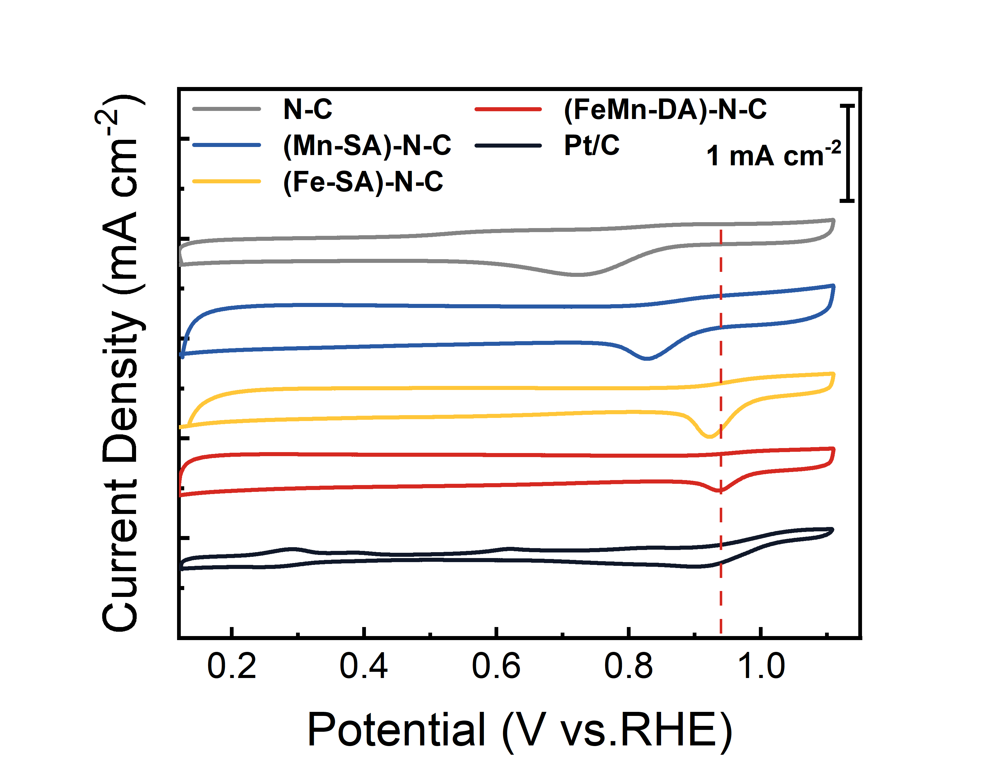 Current Density (mA cm⁻²)
N-C
(Mn-SA)-N-C
(Fe-SA)-N-C
(FeMn-DA)-N-C
Pt/C
1 mA cm⁻²
0.2 0.4 0.6 0.8 1.0
Potential (V vs.RHE)